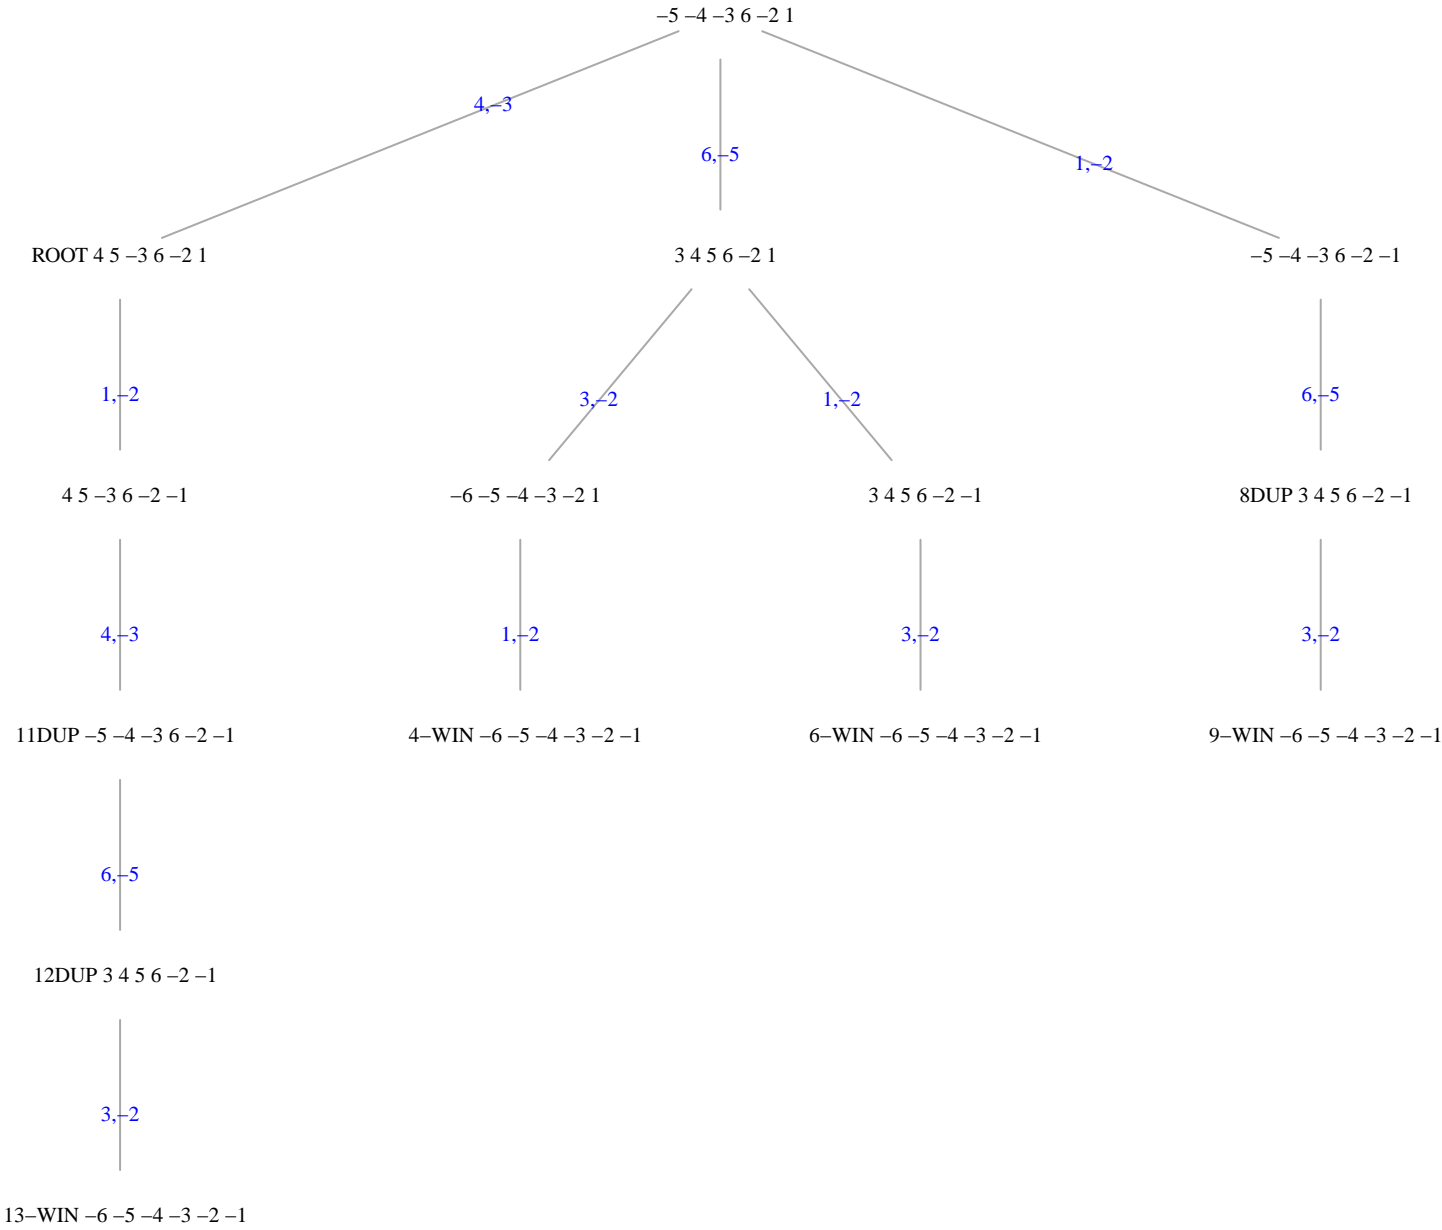 –5 –4 –3 6 –2 1
4,–3
6,–5
1,–2
ROOT 4 5 –3 6 –2 1
3 4 5 6 –2 1
–5 –4 –3 6 –2 –1
1,–2
3,–2
1,–2
6,–5
4 5 –3 6 –2 –1
–6 –5 –4 –3 –2 1
3 4 5 6 –2 –1
8DUP 3 4 5 6 –2 –1
4,–3
1,–2
3,–2
3,–2
11DUP –5 –4 –3 6 –2 –1
4–WIN –6 –5 –4 –3 –2 –1
6–WIN –6 –5 –4 –3 –2 –1
9–WIN –6 –5 –4 –3 –2 –1
6,–5
12DUP 3 4 5 6 –2 –1
3,–2
13–WIN –6 –5 –4 –3 –2 –1